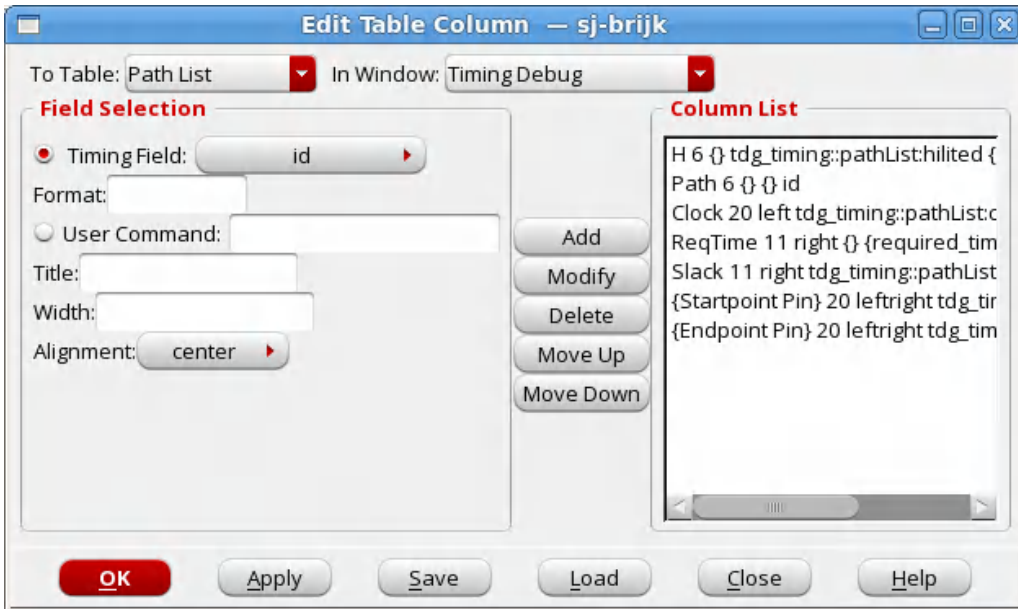 Edit Table Column — sj-brijk
To Table: Path List In Window: Timing Debug
Field Selection
Timing Field: id
Format:
User Command:
Title:
Width:
Alignment: center
Add
Modify
Delete
Move Up
Move Down
Column List
H 6 {} tdg_timing::pathList:hilited {
Path 6 {} {} id
Clock 20 left tdg_timing::pathList:c
ReqTime 11 right {} {required_tim
Slack 11 right tdg_timing::pathList
{Startpoint Pin} 20 leftright tdg_tir
{Endpoint Pin} 20 leftright tdg_tim
OK Apply Save Load Close Help